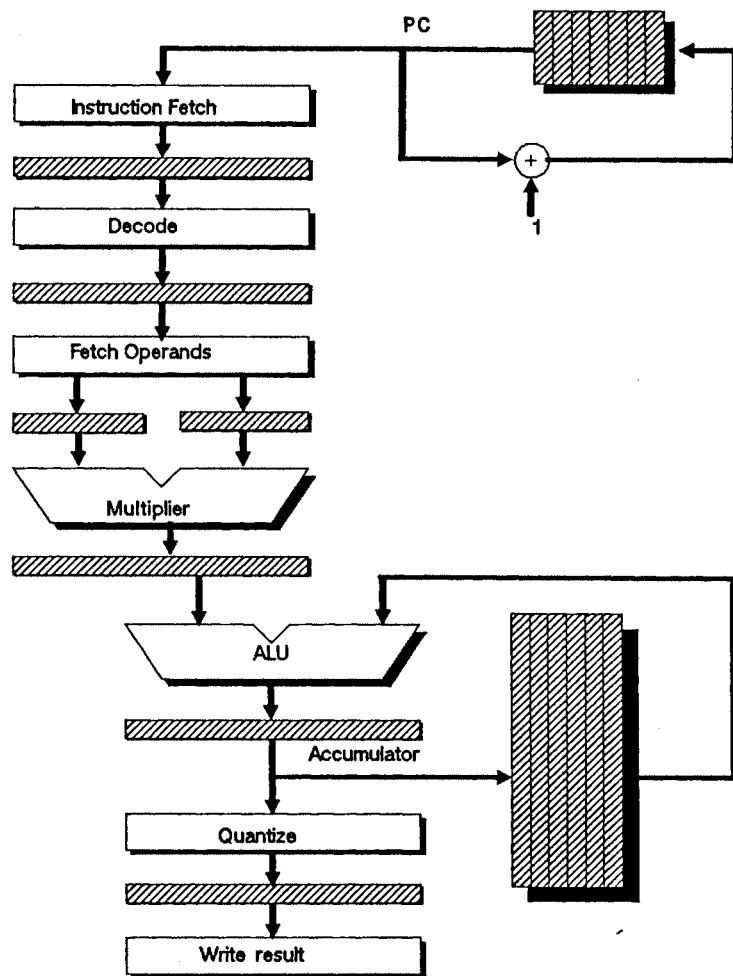 PC
Instruction Fetch
+
1
Decode
Fetch Operands
Multiplier
ALU
Accumulator
Quantize
Write result